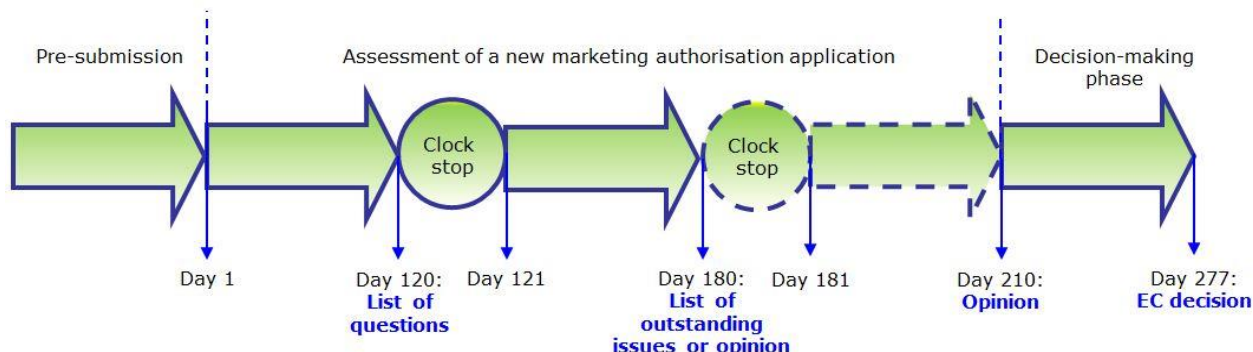 Pre-submission
Assessment of a new marketing authorisation application
Decision-making
phase
Clock
stop
Clock
stop
Day 1
Day 120:
List of
questions
Day 121
Day 180:
List of
outstanding
issues or opinion
Day 181
Day 210:
Opinion
Day 277:
EC decision